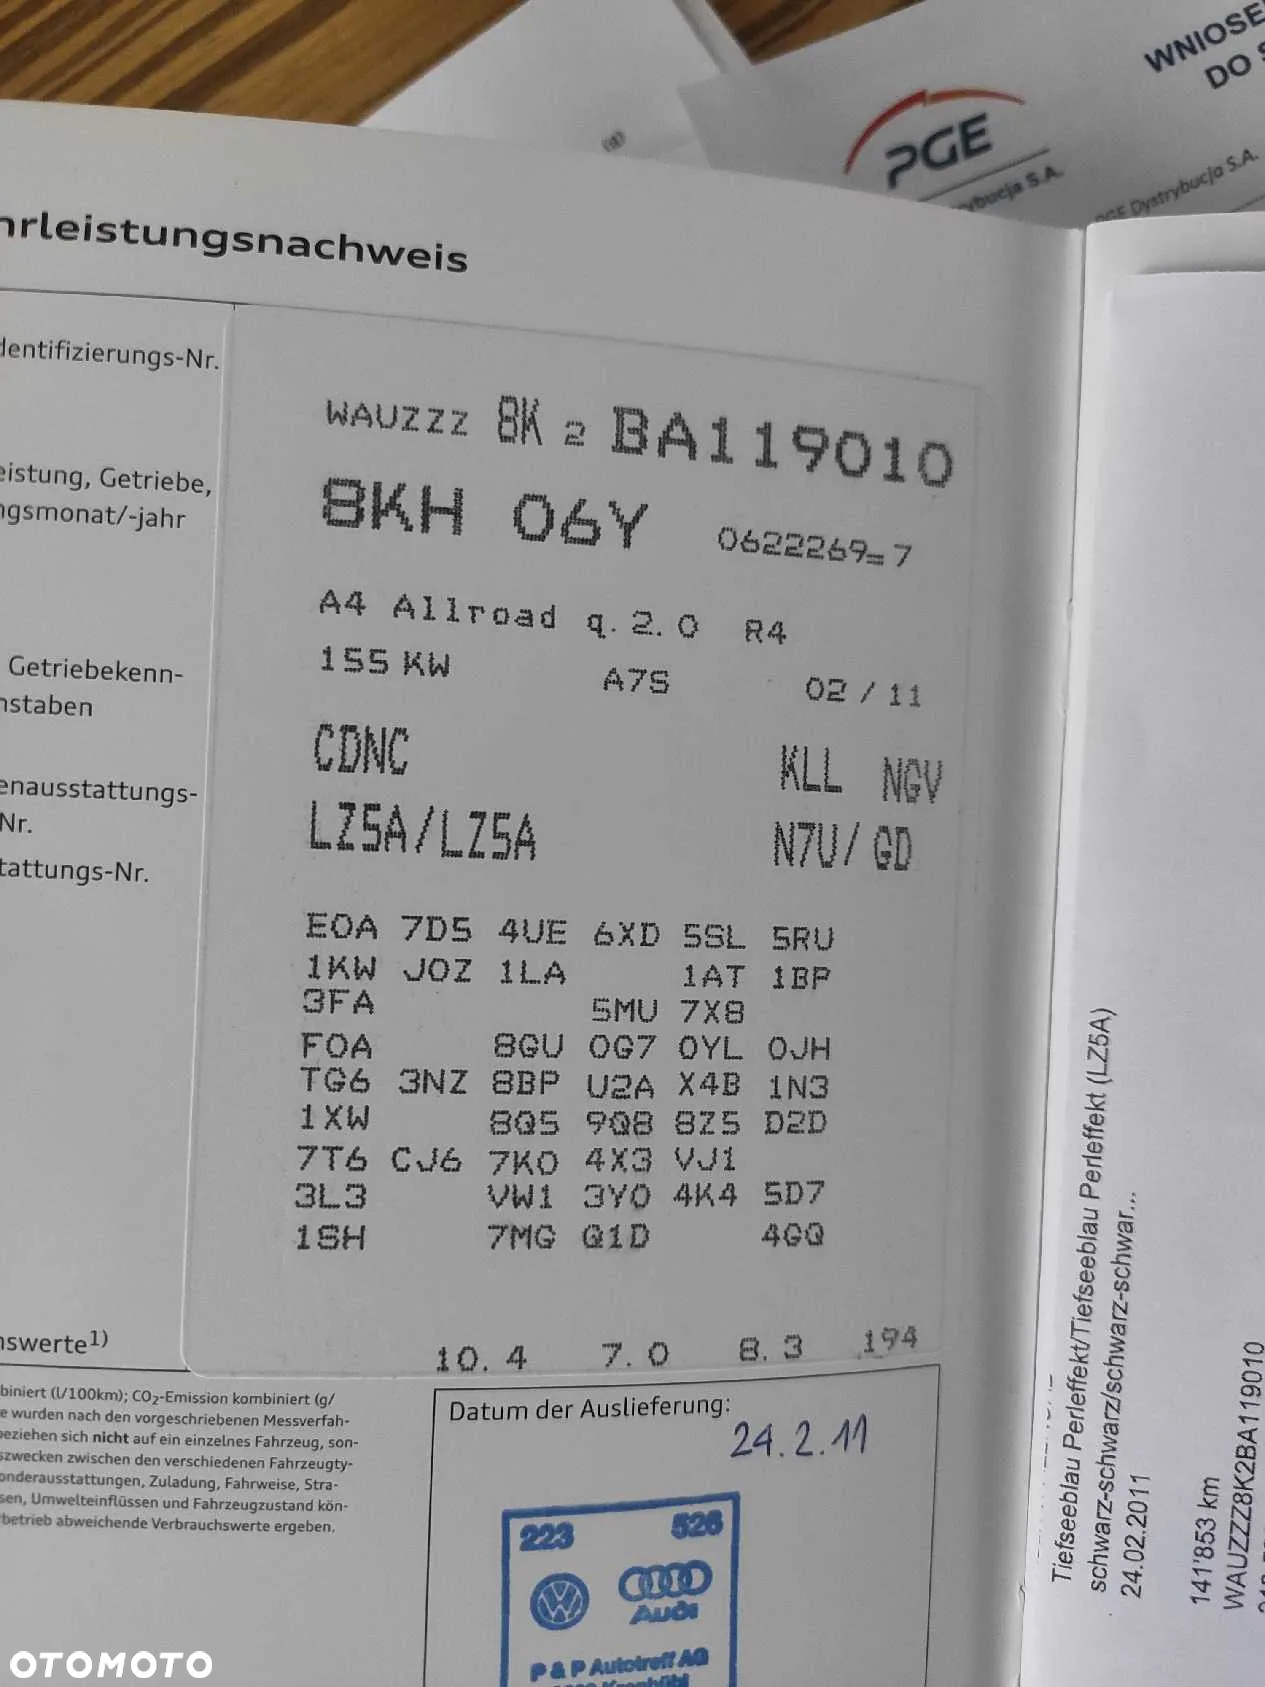 WNIOSE
DO S
PGE
PGE Dystrybucja S.A.
rybucja S.A.
hrleistungsnachweis
dentifizierungs-Nr.
WAUZZZ 8K 2 BA119010
8KH 06Y 0622269=7
eistung, Getriebe,
ngsmonat/-jahr
A4 Allroad q. 2.0 R4
155 KW A7S 02 / 11
Getriebekenn-
nstaben
CDNC KLL NGV
enausstattungs-
Nr.
LZ5A/LZ5A N7U/ GD
tattungs-Nr.
E0A 7D5 4UE 6XD 5SL 5RU
1KW J0Z 1LA 1AT 1BP
3FA 5MU 7X8
F0A 8GU 0G7 0YL 0JH
TG6 3NZ 8BP U2A X4B 1N3
1XW 8Q5 9Q8 8Z5 D2D
7T6 CJ6 7K0 4X3 VJ1
3L3 VW1 3Y0 4K4 5D7
1SH 7MG Q1D 4GQ
nswerte1)
10.4 7.0 8.3 194
biniert (l/100km); CO2-Emission kombiniert (g/
e wurden nach den vorgeschriebenen Messverfah-
beziehen sich nicht auf ein einzelnes Fahrzeug, son-
szwecken zwischen den verschiedenen Fahrzeugty-
onderausstattungen, Zuladung, Fahrweise, Stra-
sen, Umwelteinflüssen und Fahrzeugzustand kön-
rbetrieb abweichende Verbrauchswerte ergeben.
Datum der Auslieferung:
24.2.11
223 526
Audi
P & P Autotreff AG
Tiefseeblau Perleffekt/Tiefseeblau Perleffekt (LZ5A)
schwarz-schwarz/schwarz-schwar...
24.02.2011
141'853 km
WAUZZZ8K2BA119010
OTOMOTO